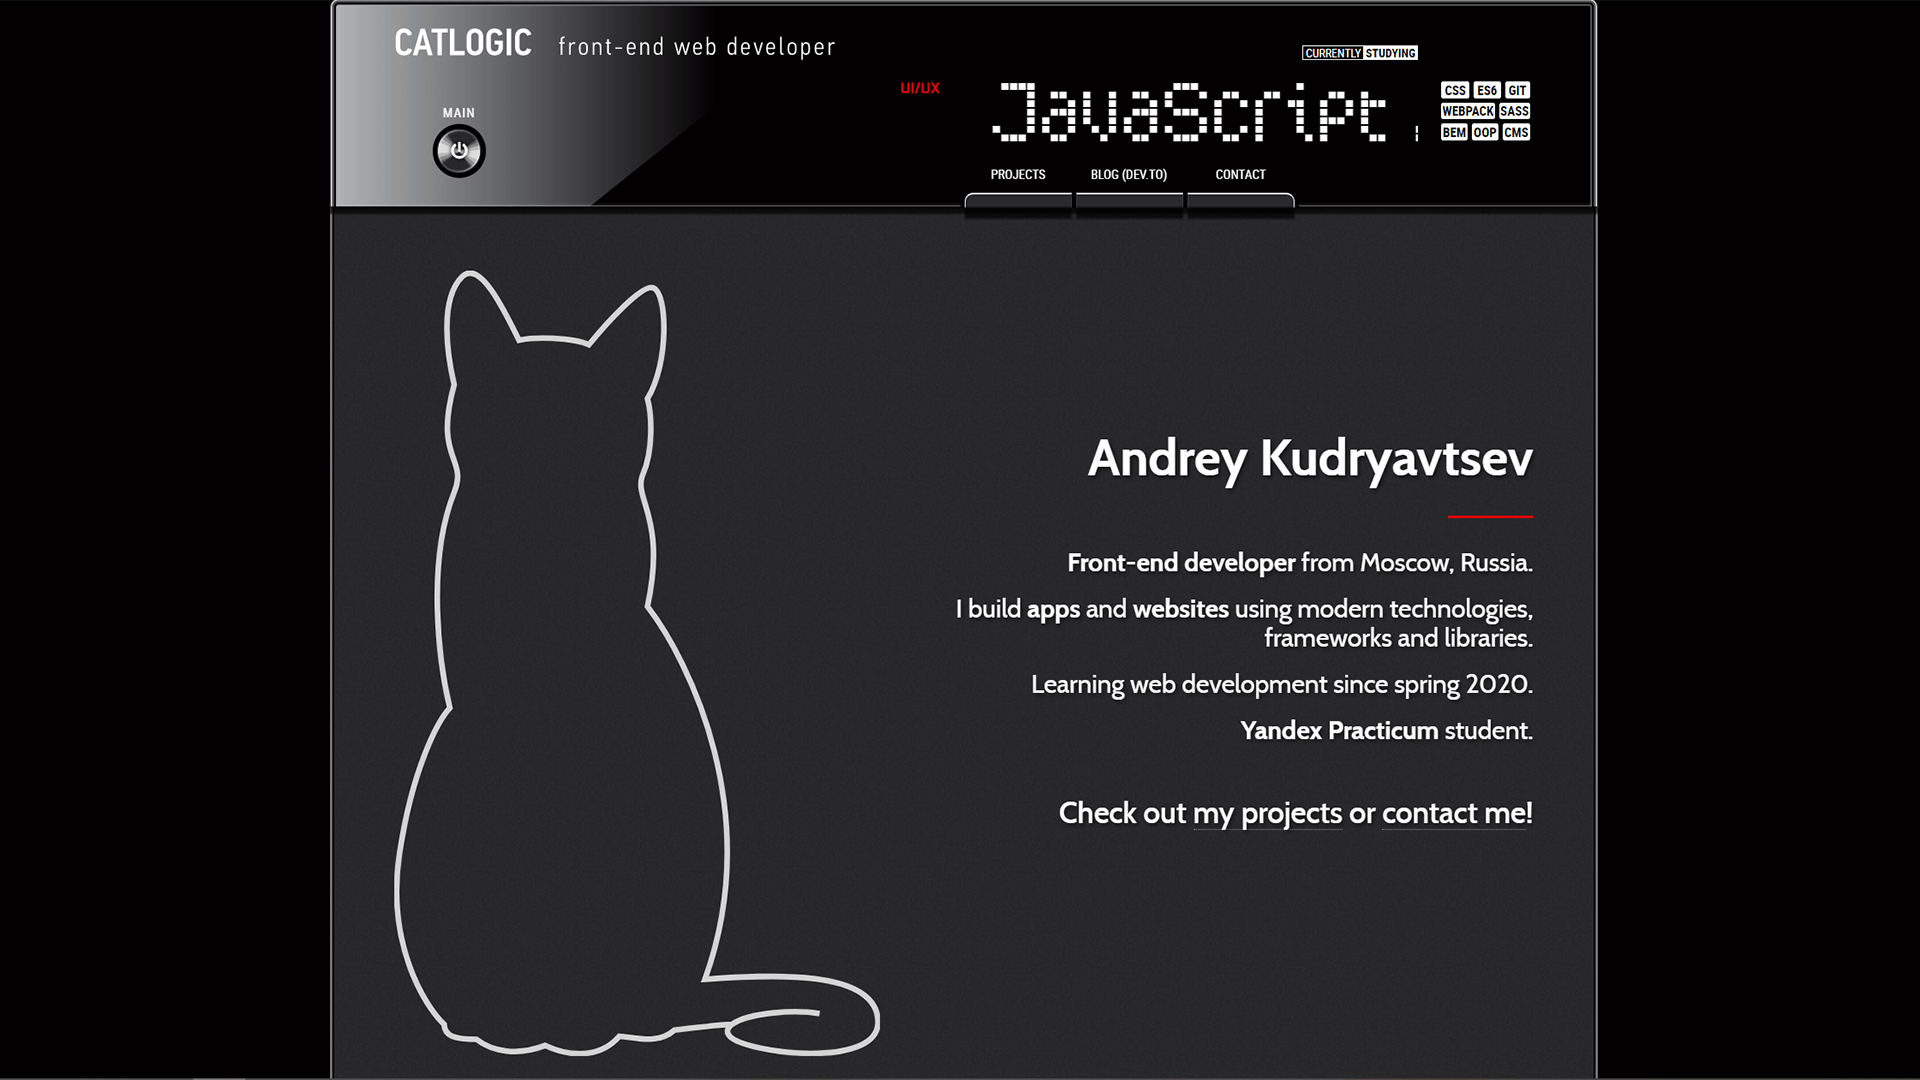 CATLOGIC front-end web developer
CURRENTLY STUDYING
UI/UX
JavaScript
CSS ES6 GIT
WEBPACK SASS
BEM OOP CMS
MAIN
PROJECTS BLOG (DEV.TO) CONTACT
Andrey Kudryavtsev
Front-end developer from Moscow, Russia.
I build apps and websites using modern technologies,
frameworks and libraries.
Learning web development since spring 2020.
Yandex Practicum student.
Check out my projects or contact me!